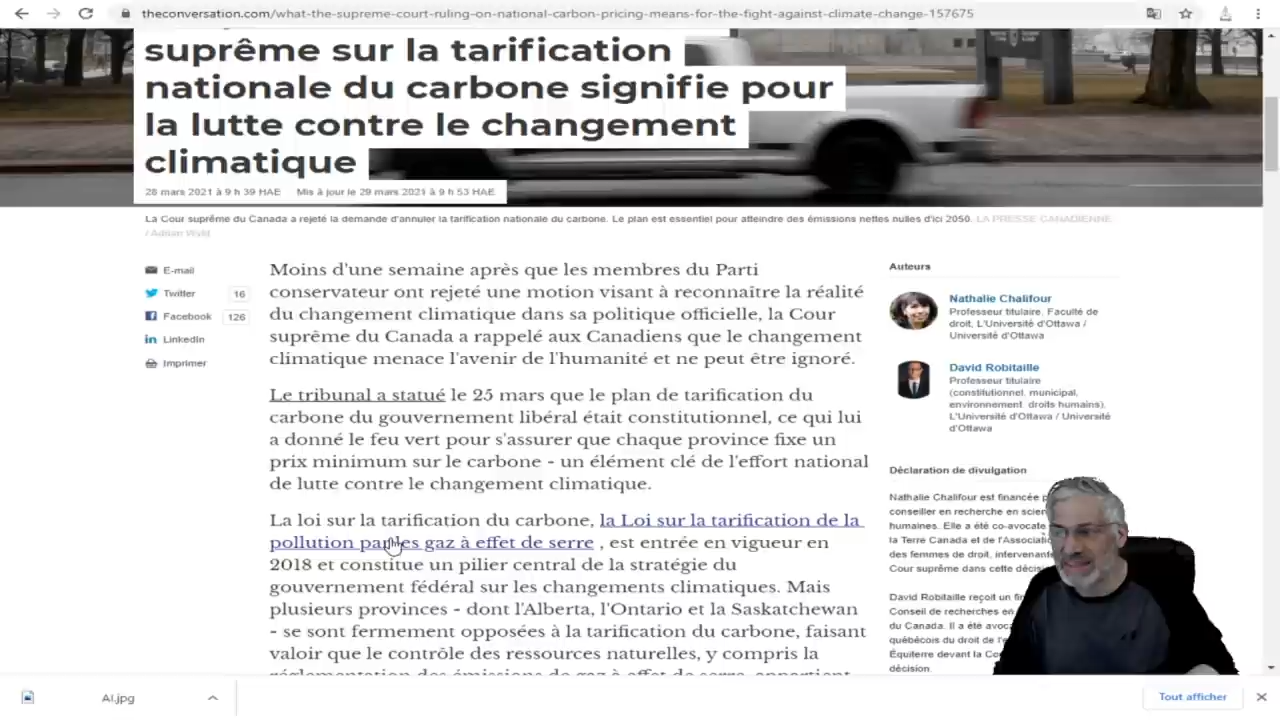 theconversation.com/what-the-supreme-court-ruling-on-national-carbon-pricing-means-for-the-fight-against-climate-change-157675
suprême sur la tarification
nationale du carbone signifie pour
la lutte contre le changement
climatique
28 mars 2021 à 9 h 39 HAE Mis à jour le 29 mars 2021 à 9 h 53 HAE
La Cour suprême du Canada a rejeté la demande d'annuler la tarification nationale du carbone. Le plan est essentiel pour atteindre des émissions nettes nulles d'ici 2050. LA PRESSE CANADIENNE
/ Adrian Wyld
E-mail
Twitter 16
Facebook 126
LinkedIn
Imprimer
Moins d'une semaine après que les membres du Parti
conservateur ont rejeté une motion visant à reconnaître la réalité
du changement climatique dans sa politique officielle, la Cour
suprême du Canada a rappelé aux Canadiens que le changement
climatique menace l'avenir de l'humanité et ne peut être ignoré.
Le tribunal a statué le 25 mars que le plan de tarification du
carbone du gouvernement libéral était constitutionnel, ce qui lui
a donné le feu vert pour s'assurer que chaque province fixe un
prix minimum sur le carbone - un élément clé de l'effort national
de lutte contre le changement climatique.
La loi sur la tarification du carbone, la Loi sur la tarification de la
pollution par les gaz à effet de serre , est entrée en vigueur en
2018 et constitue un pilier central de la stratégie du
gouvernement fédéral sur les changements climatiques. Mais
plusieurs provinces - dont l'Alberta, l'Ontario et la Saskatchewan
- se sont fermement opposées à la tarification du carbone, faisant
valoir que le contrôle des ressources naturelles, y compris la
réglementation des émissions de gaz à effet de serre, appartient
Auteurs
Nathalie Chalifour
Professeur titulaire, Faculté de
droit, L'Université d'Ottawa /
Université d'Ottawa
David Robitaille
Professeur titulaire
(constitutionnel, municipal,
environnement, droits humains),
L'Université d'Ottawa / Université
d'Ottawa
Déclaration de divulgation
Nathalie Chalifour est financée p
conseiller en recherche en scien
humaines. Elle a été co-avocate
la Terre Canada et de l'Associatio
des femmes de droit, intervenante
Cour suprême dans cette décis
David Robitaille reçoit un fin
Conseil de recherches en
du Canada. Il a été avoca
québécois du droit de l'e
Équiterre devant la Co
décision.
AI.jpg
Tout afficher